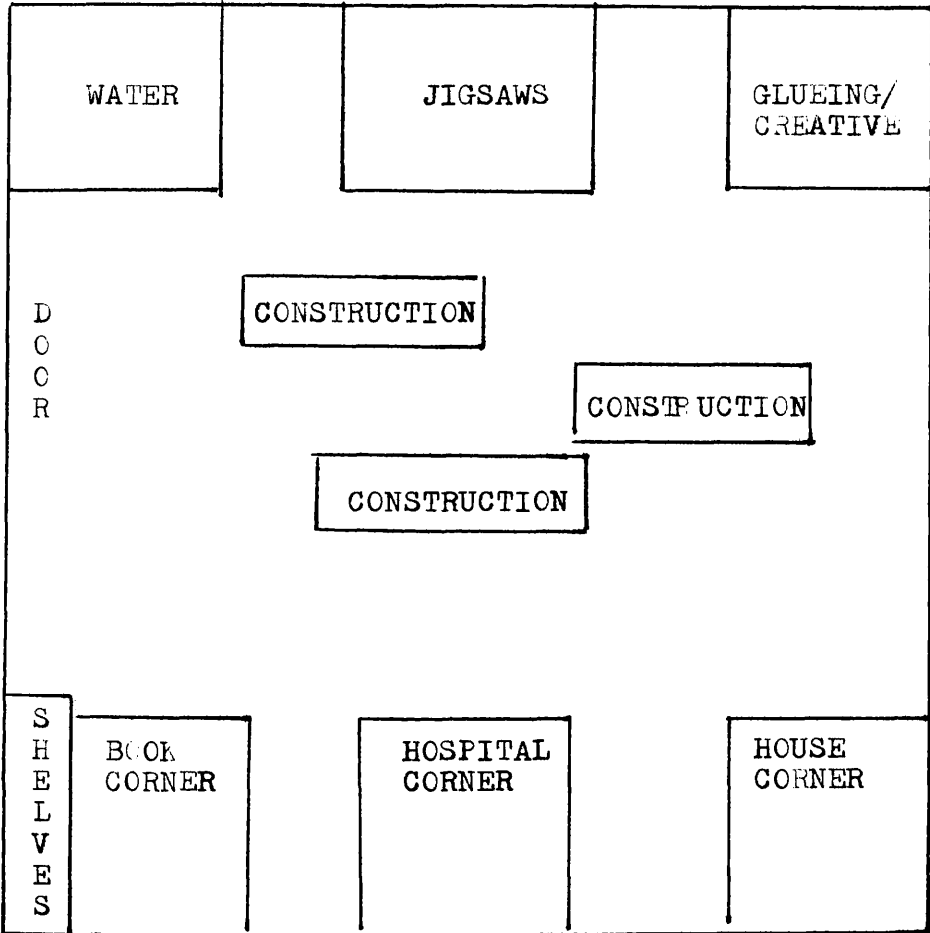 WATER
JIGSAWS
GLUEING/
CREATIVE
DOOR
CONSTRUCTION
CONSTRUCTION
CONSTRUCTION
SHELVES
BOOK
CORNER
HOSPITAL
CORNER
HOUSE
CORNER